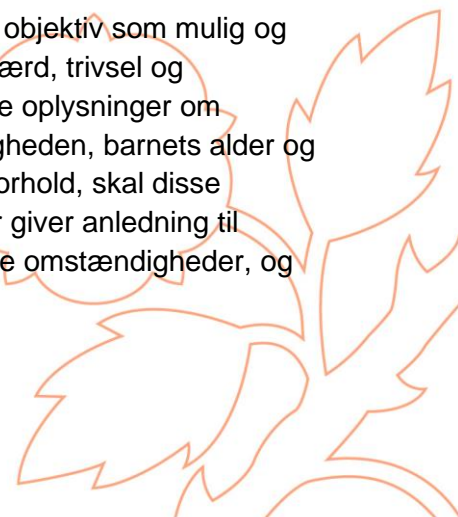 objektiv som mulig og
ærd, trivsel og
e oplysninger om
gheden, barnets alder og
orhold, skal disse
r giver anledning til
e omstændigheder, og